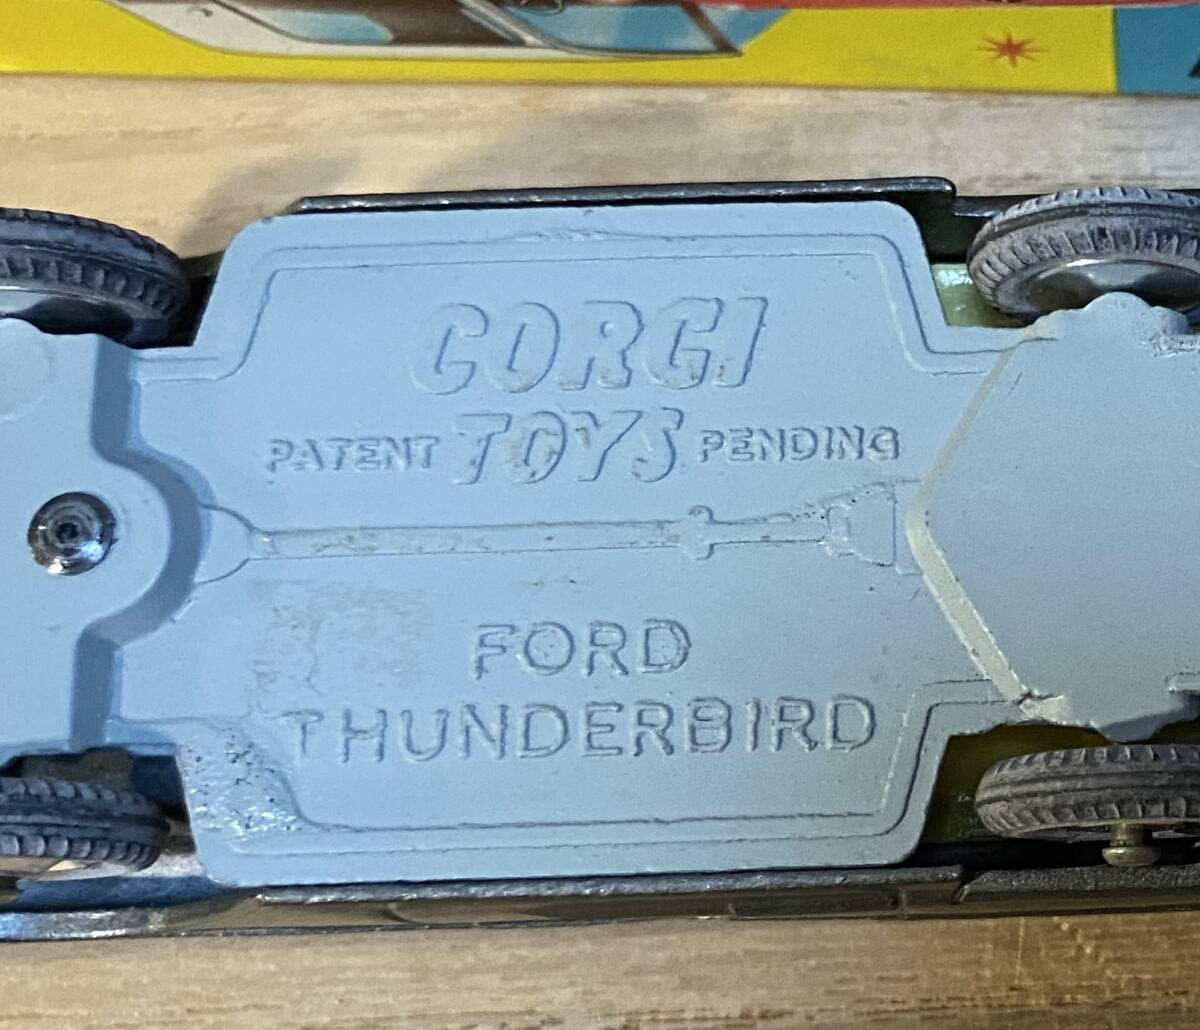 CORGI
PATENT TOYS PENDING
FORD
THUNDERBIRD